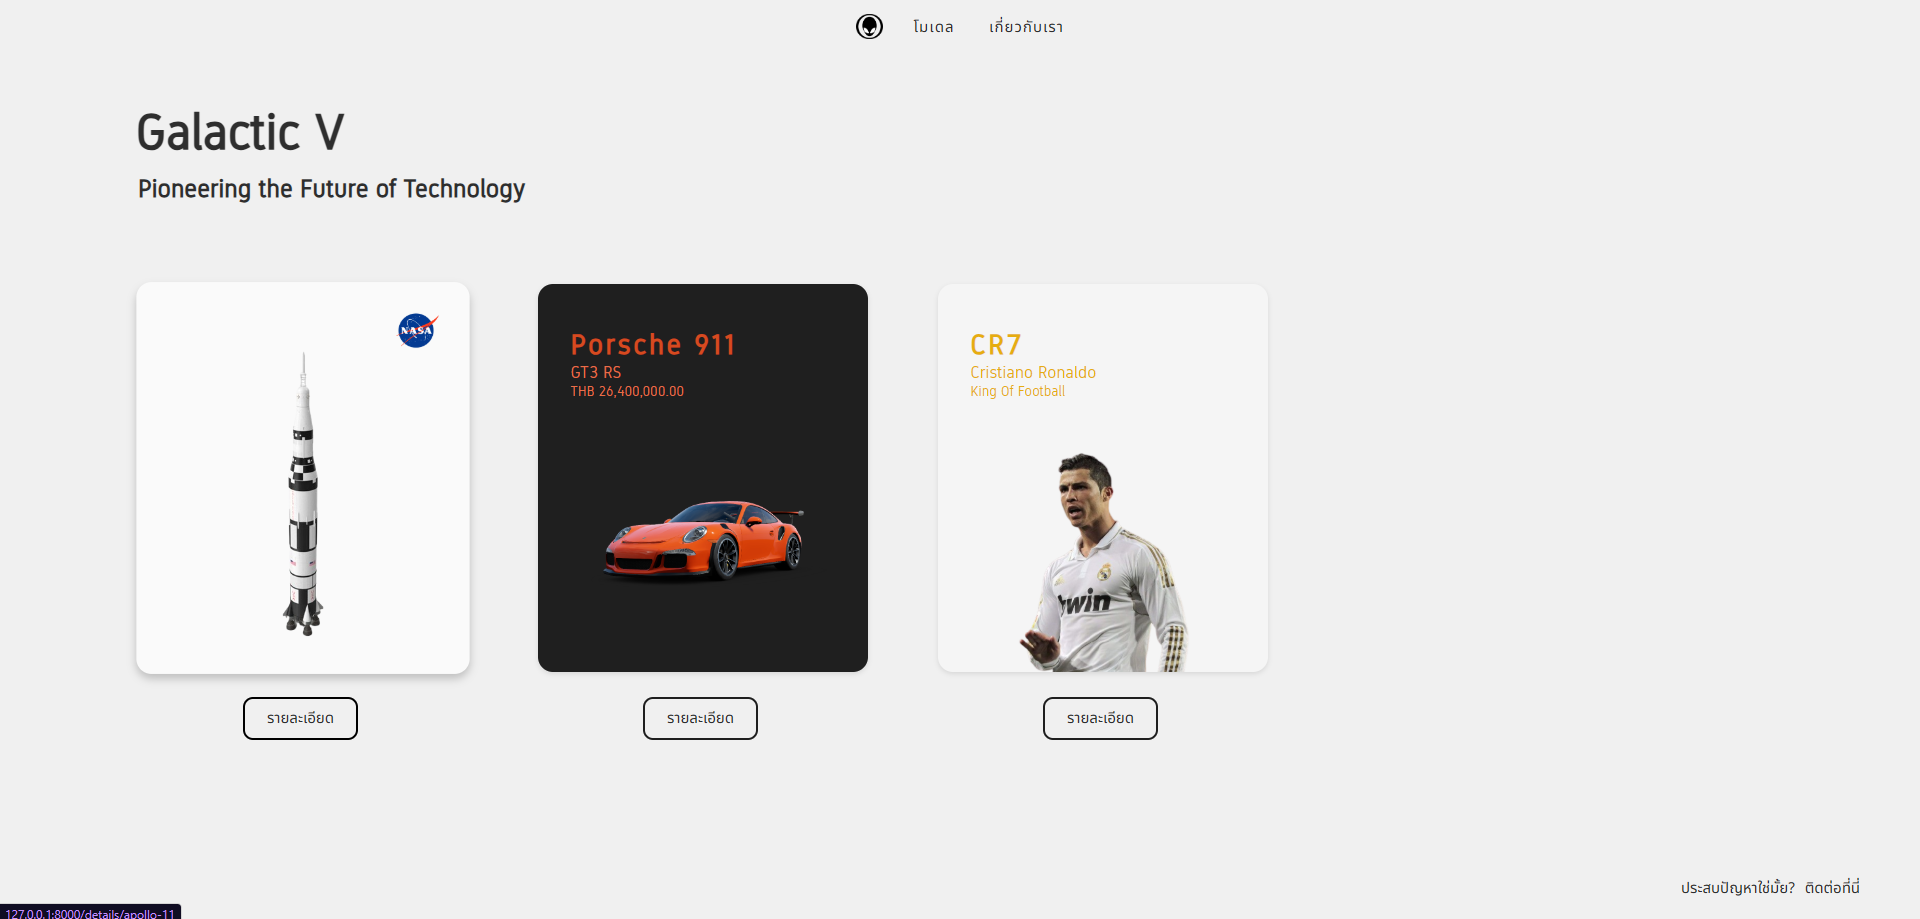 โมเดล เกี่ยวกับเรา
Galactic V
Pioneering the Future of Technology
NASA
Porsche 911
GT3 RS
THB 26,400,000.00
CR7
Cristiano Ronaldo
King Of Football
bwin
รายละเอียด
รายละเอียด
รายละเอียด
ประสบปัญหาใช่มั้ย? ติดต่อที่นี่
127.0.0.1:8000/details/apollo-11